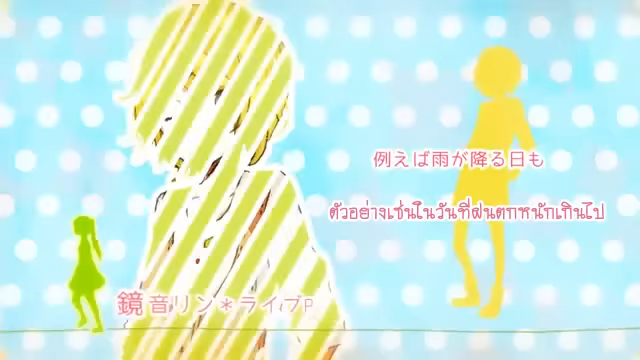 例えば雨が降る日も
ตัวอย่างเช่นในวันที่ฝนตกหนักเกินไป
鏡音リン*ライブP